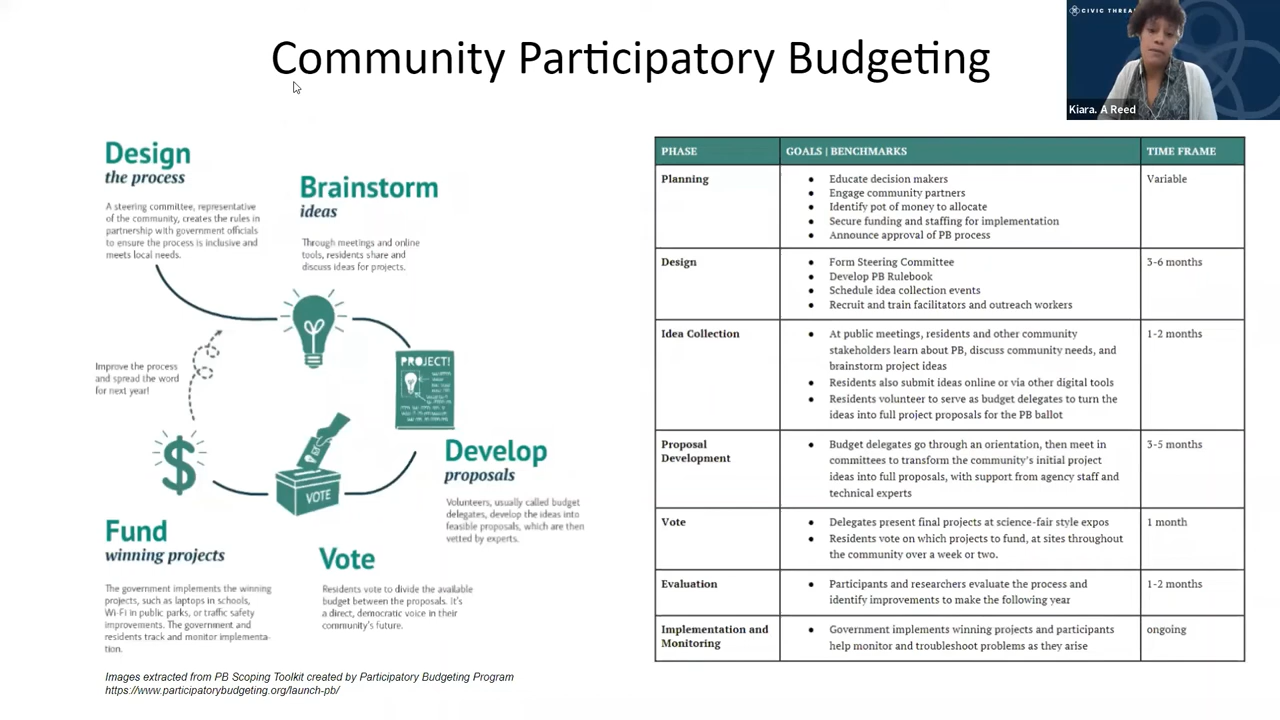 Community Participatory Budgeting
CIVIC THREA
Kiara. A Reed
Design
the process
A steering committee, representative
of the community, creates the rules in
partnership with government officials
to ensure the process is inclusive and
meets local needs.
Brainstorm
ideas
Through meetings and online
tools, residents share and
discuss ideas for projects.
PROJECT!
Develop
proposals
Volunteers, usually called budget
delegates, develop the ideas into
feasible proposals, which are then
vetted by experts.
VOTE
Vote
Residents vote to divide the available
budget between the proposals. It's
a direct, democratic voice in their
community's future.
$
Fund
winning projects
The government implements the winning
projects, such as laptops in schools,
Wi-Fi in public parks, or traffic safety
improvements. The government and
residents track and monitor implementa-
tion.
Improve the process
and spread the word
for next year!
Images extracted from PB Scoping Toolkit created by Participatory Budgeting Program
https://www.participatorybudgeting.org/launch-pb/
PHASE GOALS | BENCHMARKS TIME FRAME
Planning
• Educate decision makers
• Engage community partners
• Identify pot of money to allocate
• Secure funding and staffing for implementation
• Announce approval of PB process
Variable
Design
• Form Steering Committee
• Develop PB Rulebook
• Schedule idea collection events
• Recruit and train facilitators and outreach workers
3-6 months
Idea Collection
• At public meetings, residents and other community
stakeholders learn about PB, discuss community needs, and
brainstorm project ideas
• Residents also submit ideas online or via other digital tools
• Residents volunteer to serve as budget delegates to turn the
ideas into full project proposals for the PB ballot
1-2 months
Proposal
Development
• Budget delegates go through an orientation, then meet in
committees to transform the community's initial project
ideas into full proposals, with support from agency staff and
technical experts
3-5 months
Vote
• Delegates present final projects at science-fair style expos
• Residents vote on which projects to fund, at sites throughout
the community over a week or two.
1 month
Evaluation
• Participants and researchers evaluate the process and
identify improvements to make the following year
1-2 months
Implementation and
Monitoring
• Government implements winning projects and participants
help monitor and troubleshoot problems as they arise
ongoing